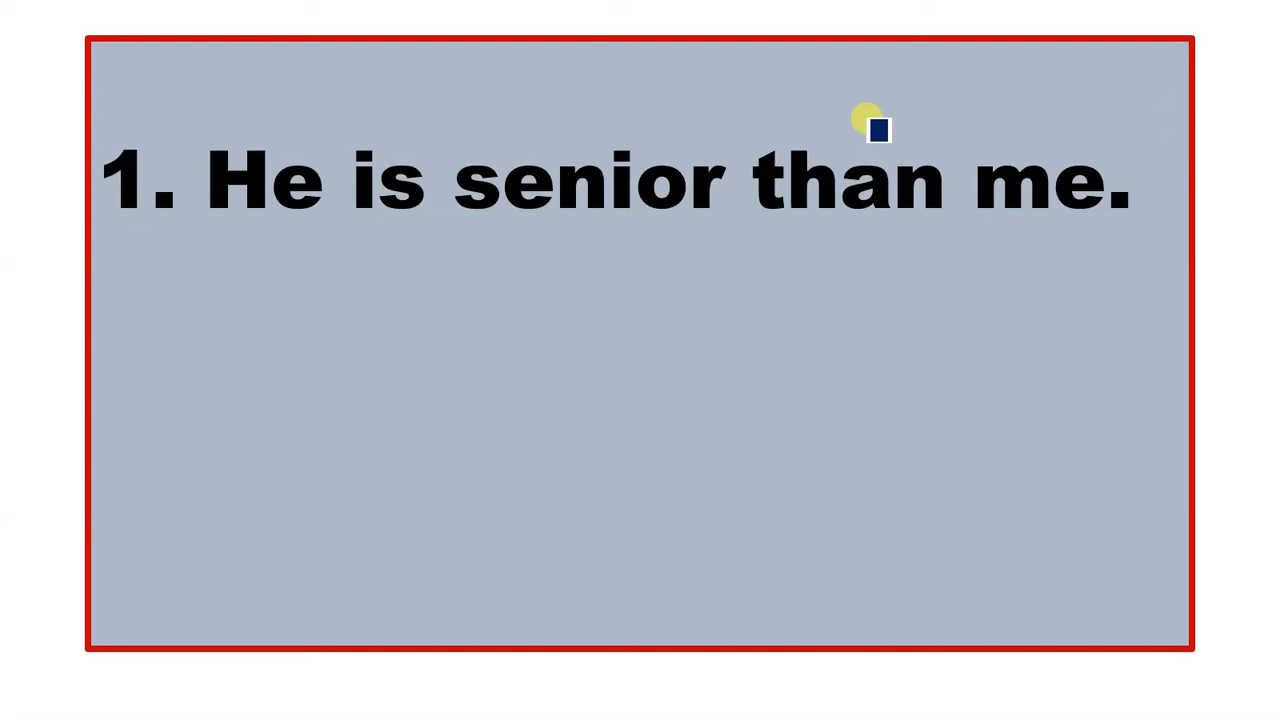 1. He is senior than me.